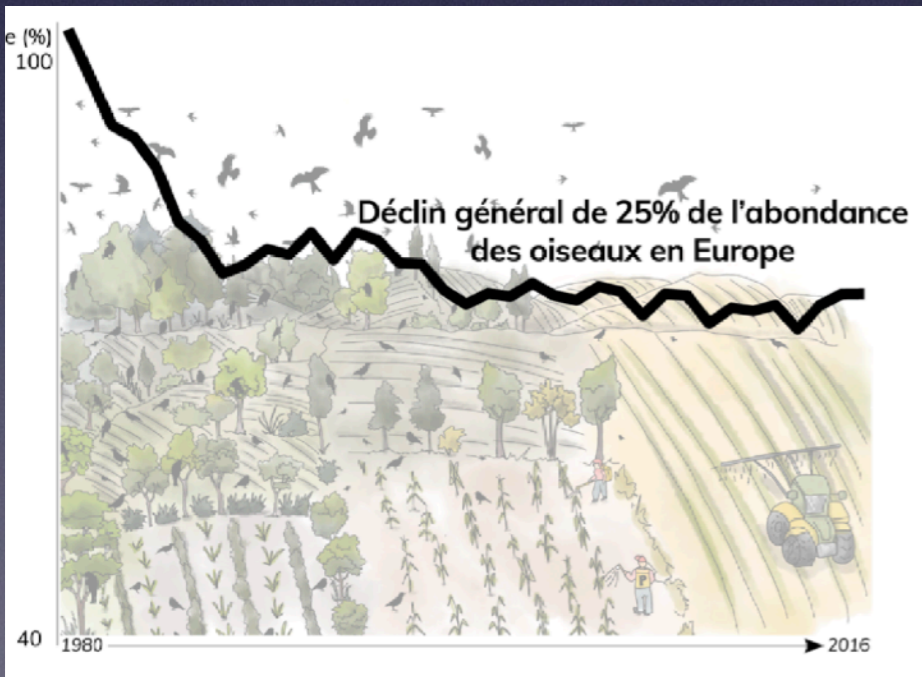 e (%)
100
Déclin général de 25% de l'abondance
des oiseaux en Europe
P
40
1980
2016